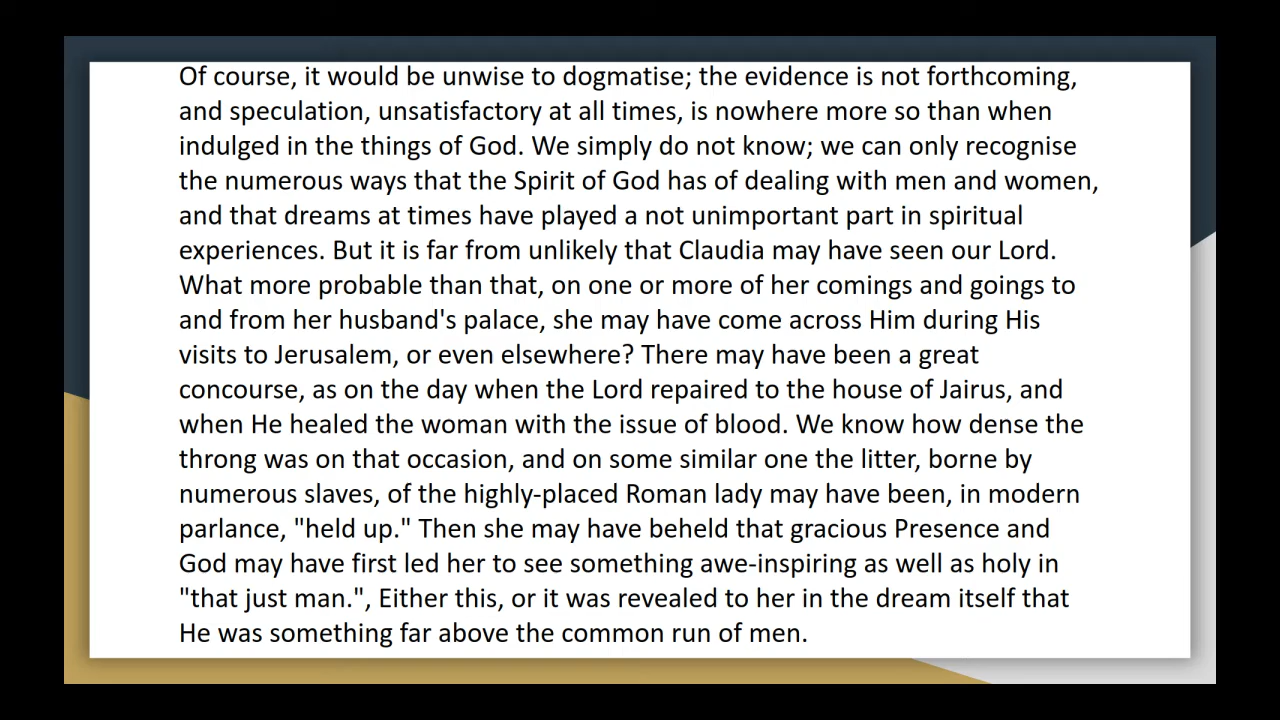 Of course, it would be unwise to dogmatise; the evidence is not forthcoming,
and speculation, unsatisfactory at all times, is nowhere more so than when
indulged in the things of God. We simply do not know; we can only recognise
the numerous ways that the Spirit of God has of dealing with men and women,
and that dreams at times have played a not unimportant part in spiritual
experiences. But it is far from unlikely that Claudia may have seen our Lord.
What more probable than that, on one or more of her comings and goings to
and from her husband's palace, she may have come across Him during His
visits to Jerusalem, or even elsewhere? There may have been a great
concourse, as on the day when the Lord repaired to the house of Jairus, and
when He healed the woman with the issue of blood. We know how dense the
throng was on that occasion, and on some similar one the litter, borne by
numerous slaves, of the highly-placed Roman lady may have been, in modern
parlance, "held up." Then she may have beheld that gracious Presence and
God may have first led her to see something awe-inspiring as well as holy in
"that just man.", Either this, or it was revealed to her in the dream itself that
He was something far above the common run of men.